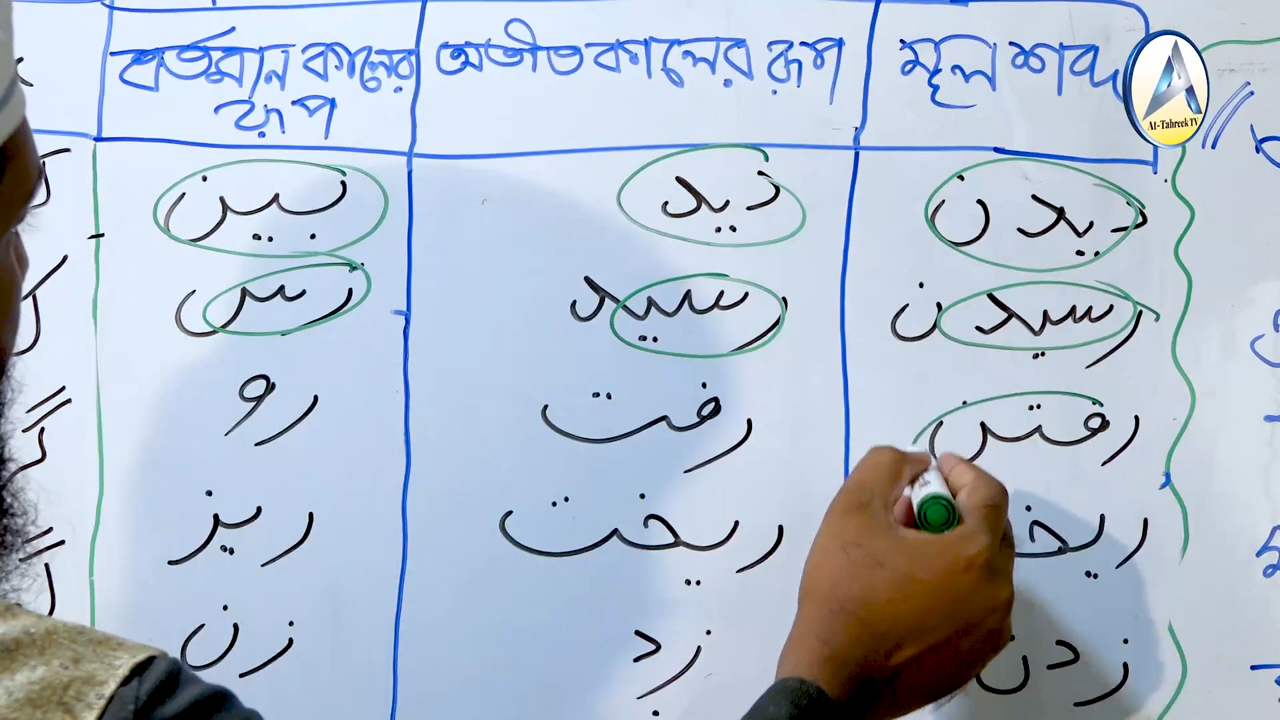 বর্তমান কালের রূপ অতীত কালের রূপ মূল শব্দ
At-Tahreek TV
دیدن دید بین
رسیدن رسید رس
رفتن رفت رو
ریخت ریز
زدن زد زن